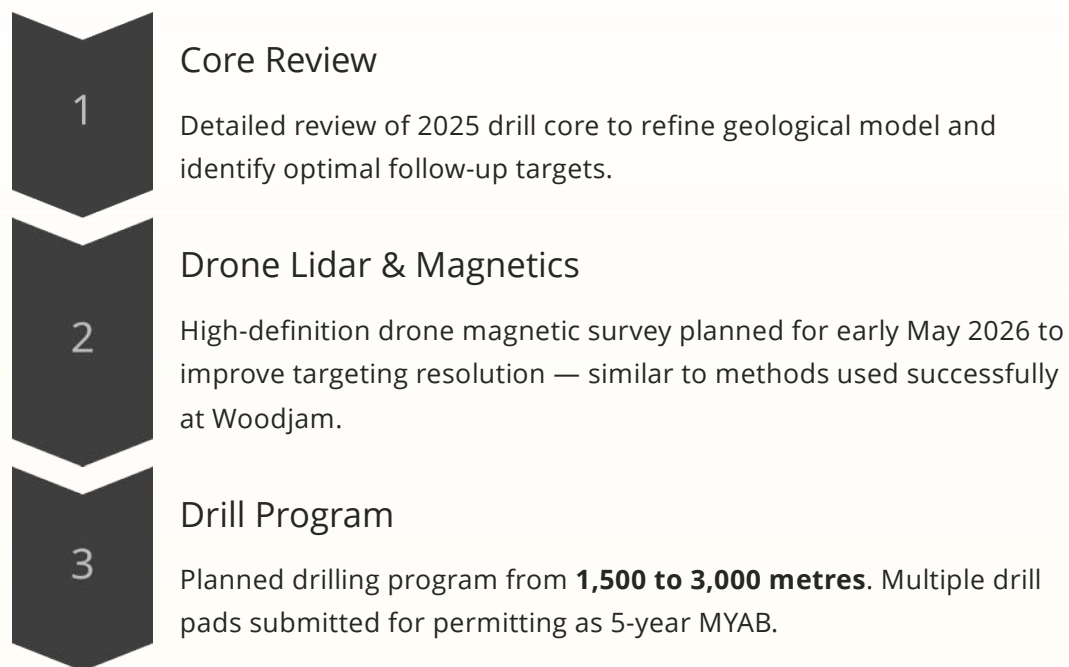 1
Core Review
Detailed review of 2025 drill core to refine geological model and
identify optimal follow-up targets.
2
Drone Lidar & Magnetics
High-definition drone magnetic survey planned for early May 2026 to
improve targeting resolution — similar to methods used successfully
at Woodjam.
3
Drill Program
Planned drilling program from 1,500 to 3,000 metres. Multiple drill
pads submitted for permitting as 5-year MYAB.